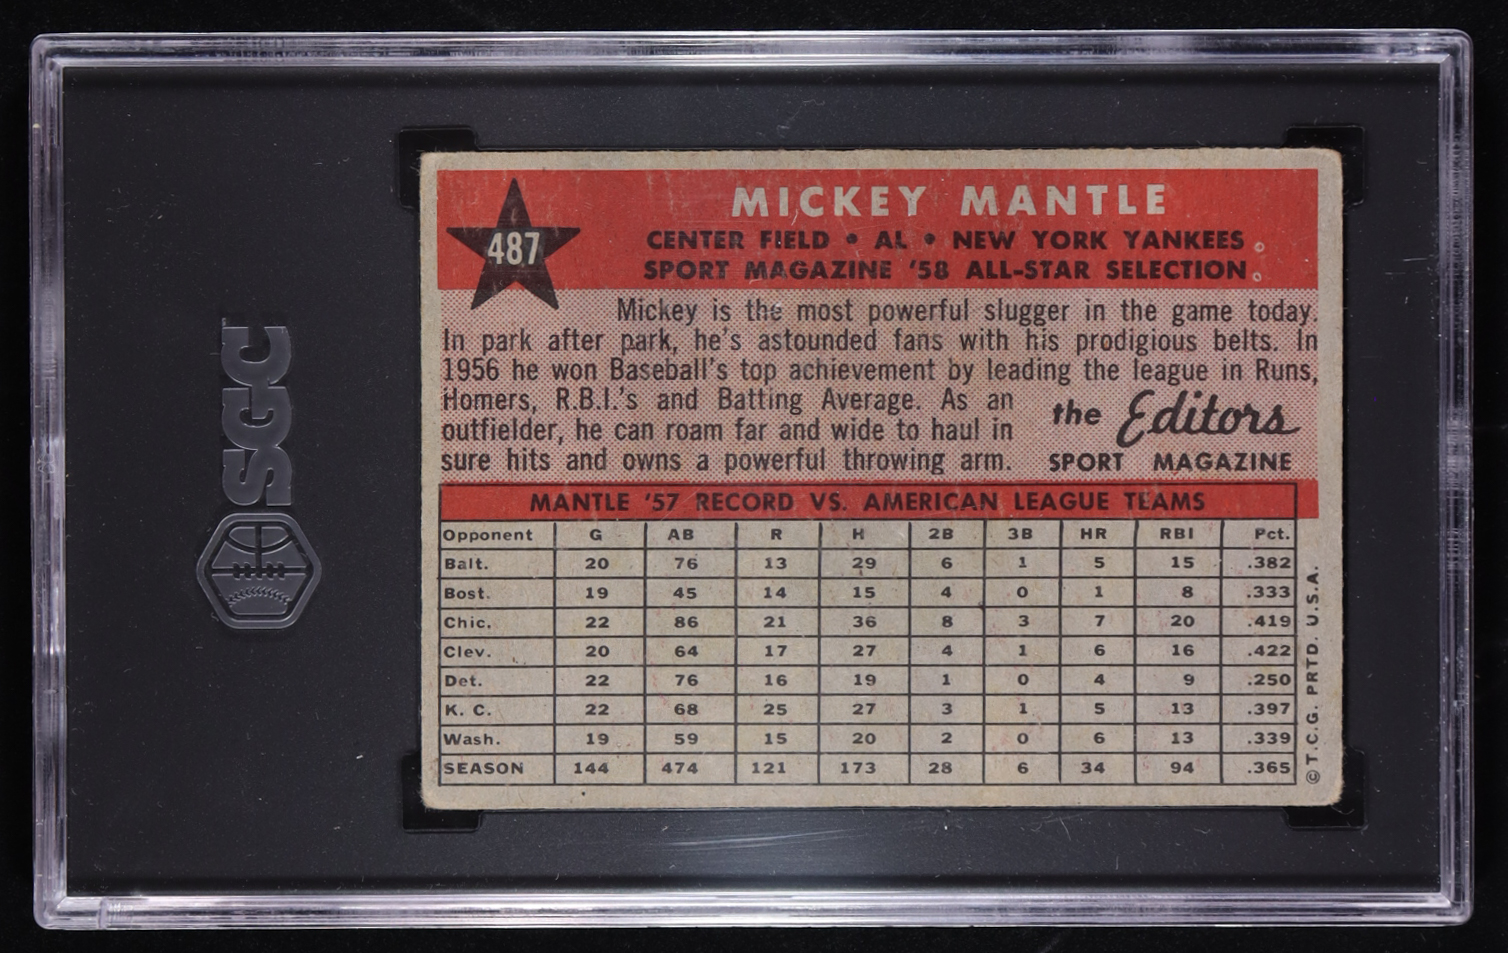 SGC
487
MICKEY MANTLE
CENTER FIELD • AL • NEW YORK YANKEES
SPORT MAGAZINE '58 ALL-STAR SELECTION
Mickey is the most powerful slugger in the game today.
In park after park, he's astounded fans with his prodigious belts. In
1956 he won Baseball's top achievement by leading the league in Runs,
Homers, R.B.I.'s and Batting Average. As an
outfielder, he can roam far and wide to haul in
sure hits and owns a powerful throwing arm.
the Editors
SPORT MAGAZINE
MANTLE '57 RECORD VS. AMERICAN LEAGUE TEAMS
Opponent G AB R H 2B 3B HR RBI Pct.
Balt. 20 76 13 29 6 1 5 15 .382
Bost. 19 45 14 15 4 0 1 8 .333
Chic. 22 86 21 36 8 3 7 20 .419
Clev. 20 64 17 27 4 1 6 16 .422
Det. 22 76 16 19 1 0 4 9 .250
K. C. 22 68 25 27 3 1 5 13 .397
Wash. 19 59 15 20 2 0 6 13 .339
SEASON 144 474 121 173 28 6 34 94 .365
© T.C.G. PRTD. U.S.A.